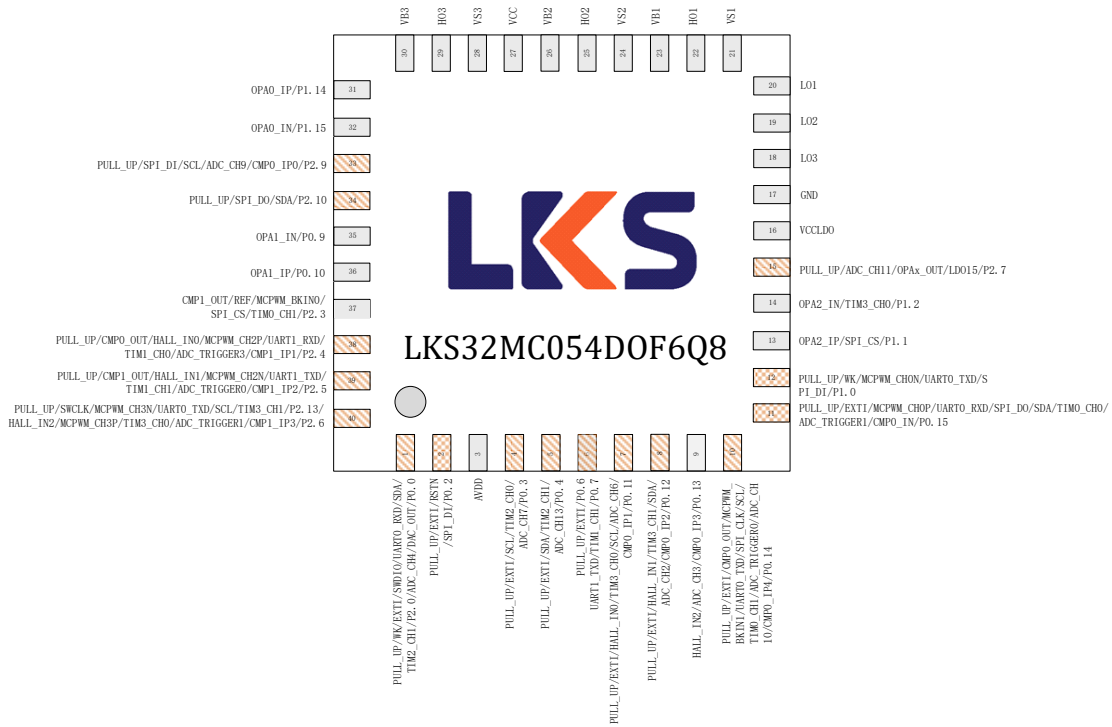 VB3
HO3
VS3
VCC
VB2
HO2
VS2
VB1
HO1
VS1
30
29
28
27
26
25
24
23
22
21
OPA0_IP/P1.14
31
OPA0_IN/P1.15
32
PULL_UP/SPI_DI/SCL/ADC_CH9/CMP0_IP0/P2.9
33
PULL_UP/SPI_DO/SDA/P2.10
34
OPA1_IN/P0.9
35
OPA1_IP/P0.10
36
CMP1_OUT/REF/MCPWM_BKIN0/
SPI_CS/TIM0_CH1/P2.3
37
PULL_UP/CMP0_OUT/HALL_IN0/MCPWM_CH2P/UART1_RXD/
TIM1_CH0/ADC_TRIGGER3/CMP1_IP1/P2.4
38
PULL_UP/CMP1_OUT/HALL_IN1/MCPWM_CH2N/UART1_TXD/
TIM1_CH1/ADC_TRIGGER0/CMP1_IP2/P2.5
39
PULL_UP/SWCLK/MCPWM_CH3N/UART0_TXD/SCL/TIM3_CH1/P2.13/
HALL_IN2/MCPWM_CH3P/TIM3_CH0/ADC_TRIGGER1/CMP1_IP3/P2.6
40
LKS
LKS32MC054DOF6Q8
20
LO1
19
LO2
18
LO3
17
GND
16
VCCLDO
15
PULL_UP/ADC_CH11/OPAx_OUT/LDO15/P2.7
14
OPA2_IN/TIM3_CH0/P1.2
13
OPA2_IP/SPI_CS/P1.1
12
PULL_UP/WK/MCPWM_CH0N/UART0_TXD/S
PI_DI/P1.0
11
PULL_UP/EXTI/MCPWM_CH0P/UART0_RXD/SPI_DO/SDA/TIM0_CH0/
ADC_TRIGGER1/CMP0_IN/P0.15
1
2
3
4
5
6
7
8
9
10
PULL_UP/WK/EXTI/SWDIO/UART0_RXD/SDA/
TIM2_CH1/P2.0/ADC_CH4/DAC_OUT/P0.0
PULL_UP/EXTI/RSTN
/SPI_DI/P0.2
AVDD
PULL_UP/EXTI/SCL/TIM2_CH0/
ADC_CH7/P0.3
PULL_UP/EXTI/SDA/TIM2_CH1/
ADC_CH13/P0.4
PULL_UP/EXTI/P0.6
UART1_TXD/TIM1_CH1/P0.7
PULL_UP/EXTI/HALL_IN0/TIM3_CH0/SCL/ADC_CH6/
CMP0_IP1/P0.11
PULL_UP/EXTI/HALL_IN1/TIM3_CH1/SDA/
ADC_CH2/CMP0_IP2/P0.12
HALL_IN2/ADC_CH3/CMP0_IP3/P0.13
PULL_UP/EXTI/CMP0_OUT/MCPWM_
BKIN1/UART0_TXD/SPI_CLK/SCL/
TIM0_CH1/ADC_TRIGGER0/ADC_CH
10/CMP0_IP4/P0.14